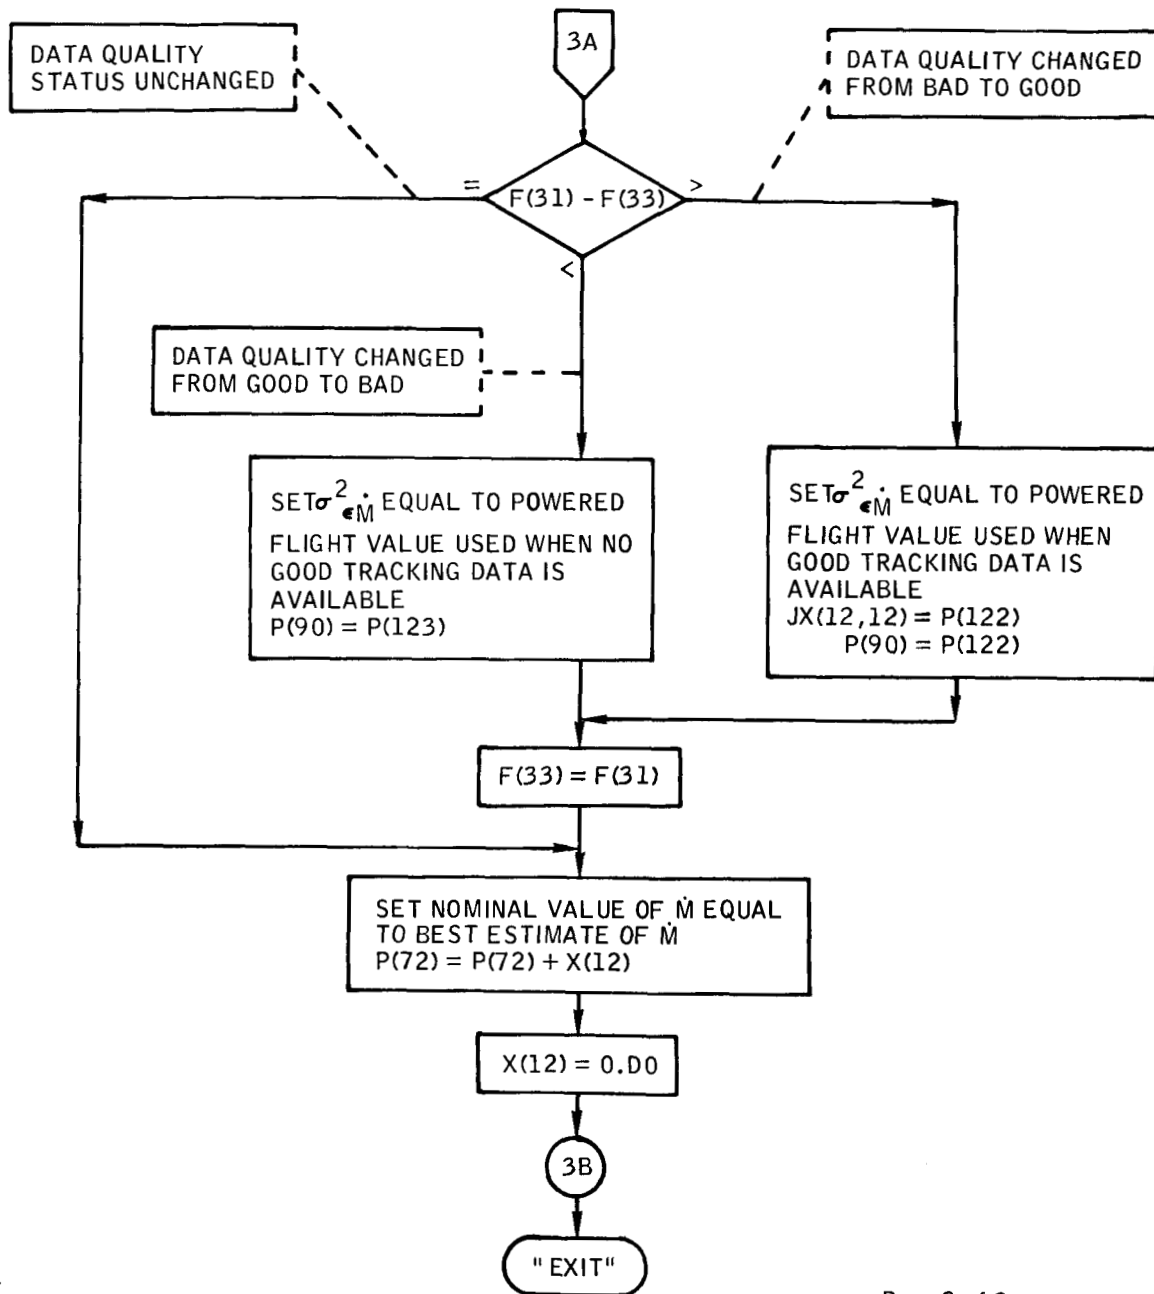 3A
DATA QUALITY
STATUS UNCHANGED
DATA QUALITY CHANGED
FROM BAD TO GOOD
=
F(31) - F(33)
>
<
DATA QUALITY CHANGED
FROM GOOD TO BAD
SET σ²ϵṀ EQUAL TO POWERED
FLIGHT VALUE USED WHEN NO
GOOD TRACKING DATA IS
AVAILABLE
P(90) = P(123)
SET σ²ϵṀ EQUAL TO POWERED
FLIGHT VALUE USED WHEN
GOOD TRACKING DATA IS
AVAILABLE
JX(12,12) = P(122)
P(90) = P(122)
F(33) = F(31)
SET NOMINAL VALUE OF Ṁ EQUAL
TO BEST ESTIMATE OF Ṁ
P(72) = P(72) + X(12)
X(12) = 0.D0
3B
"EXIT"